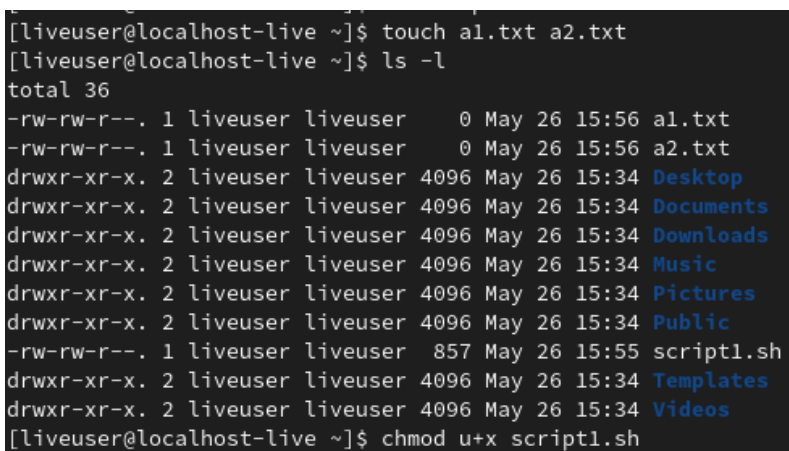 [liveuser@localhost-live ~]$ touch a1.txt a2.txt
[liveuser@localhost-live ~]$ ls -l
total 36
-rw-rw-r--. 1 liveuser liveuser    0 May 26 15:56 a1.txt
-rw-rw-r--. 1 liveuser liveuser    0 May 26 15:56 a2.txt
drwxr-xr-x. 2 liveuser liveuser 4096 May 26 15:34 Desktop
drwxr-xr-x. 2 liveuser liveuser 4096 May 26 15:34 Documents
drwxr-xr-x. 2 liveuser liveuser 4096 May 26 15:34 Downloads
drwxr-xr-x. 2 liveuser liveuser 4096 May 26 15:34 Music
drwxr-xr-x. 2 liveuser liveuser 4096 May 26 15:34 Pictures
drwxr-xr-x. 2 liveuser liveuser 4096 May 26 15:34 Public
-rw-rw-r--. 1 liveuser liveuser  857 May 26 15:55 script1.sh
drwxr-xr-x. 2 liveuser liveuser 4096 May 26 15:34 Templates
drwxr-xr-x. 2 liveuser liveuser 4096 May 26 15:34 Videos
[liveuser@localhost-live ~]$ chmod u+x script1.sh